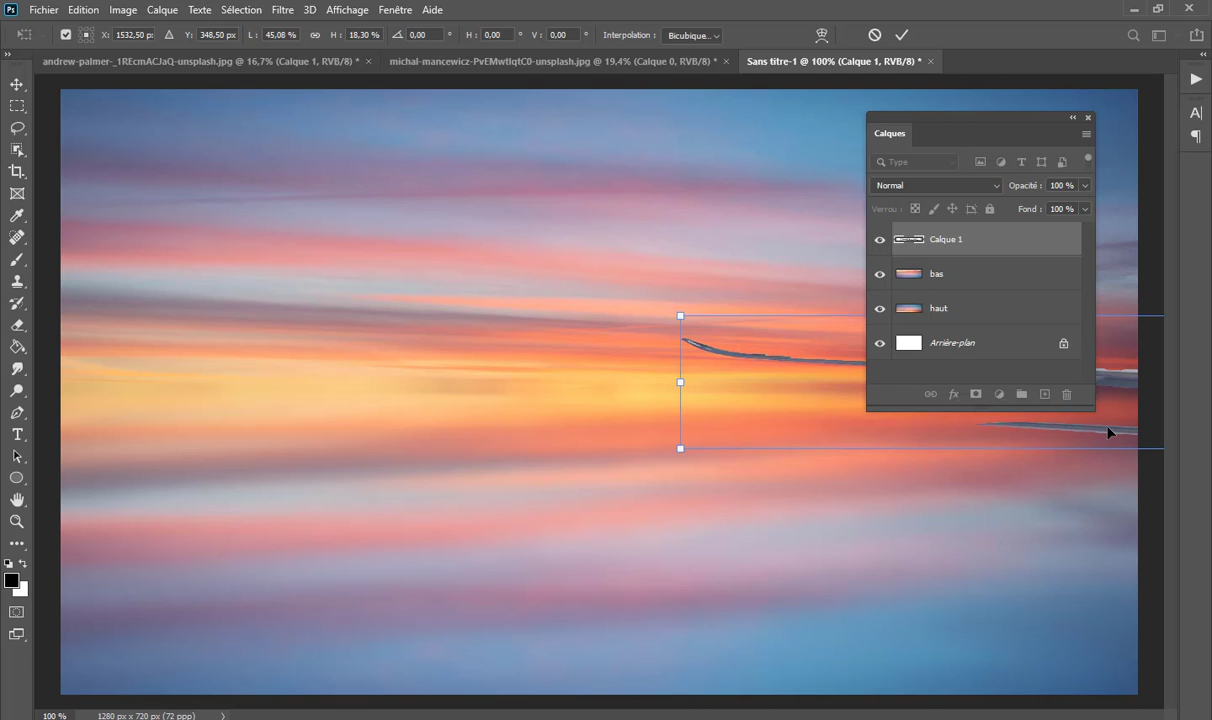 Ps Fichier Edition Image Calque Texte Sélection Filtre 3D Affichage Fenêtre Aide
X: 1532,50 px Y: 348,50 px L: 45,08 % H: 18,30 % 0,00 ° H: 0,00 ° V: 0,00 ° Interpolation : Bicubique...
andrew-palmer-_1REcmACJaQ-unsplash.jpg @ 16,7% (Calque 1, RVB/8) * michal-mancewicz-PvEMwtIqtC0-unsplash.jpg @ 19,4% (Calque 0, RVB/8) * Sans titre-1 @ 100% (Calque 1, RVB/8) *
Calques
Type
Normal Opacité : 100 %
Verrou : Fond : 100 %
Calque 1
bas
haut
Arrière-plan
fx
100 % 1280 px x 720 px (72 ppp)